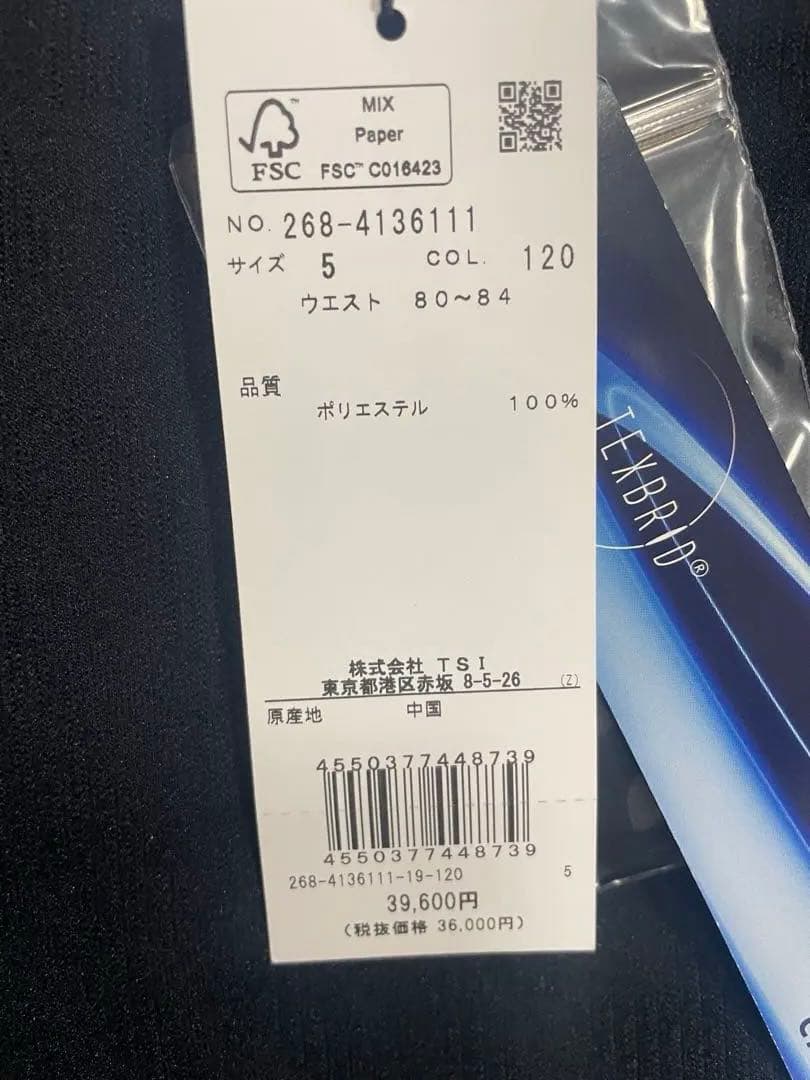 MIX
Paper
FSC™ C016423
FSC
NO. 268-4136111
サイズ 5 COL. 120
ウエスト 80~84
品質
ポリエステル 100%
株式会社 TSI
東京都港区赤坂 8-5-26 (Z)
原産地 中国
4550377448739
4550377448739
268-4136111-19-120 5
39,600円
(税抜価格 36,000円)
TEXBRID®